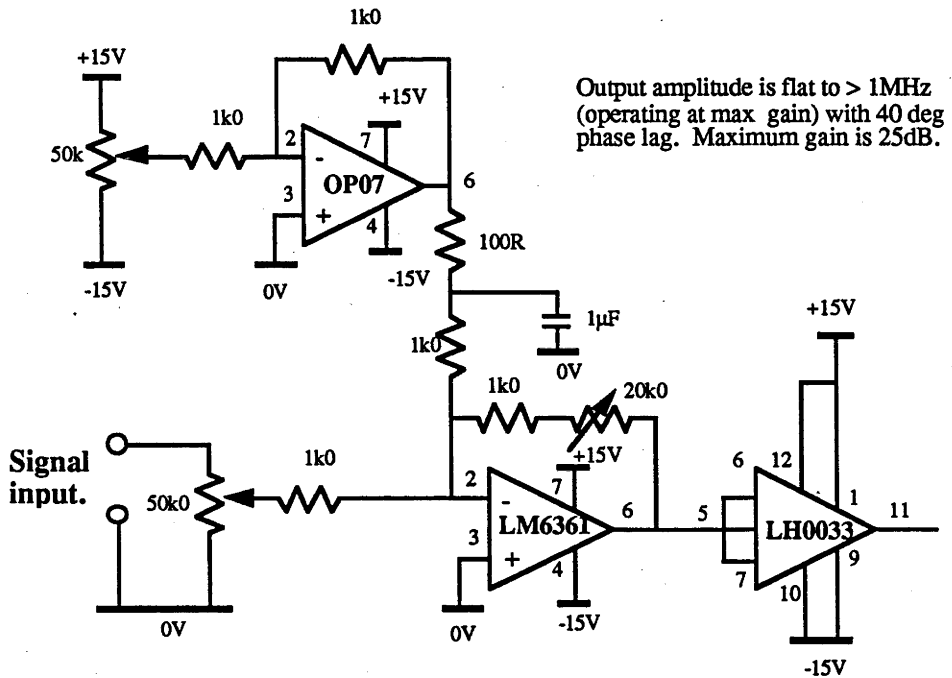 1k0
+15V
Output amplitude is flat to > 1MHz
(operating at max gain) with 40 deg
phase lag. Maximum gain is 25dB.
+15V
1k0
50k
2
-
7
OP07
6
3
+
4
100R
-15V
0V
-15V
1µF
+15V
1k0
0V
1k0
20k0
Signal
input.
1k0
+15V
50k0
2
-
7
6
12
6
LM6361
5
LH0033
1
11
3
+
4
7
9
10
0V
0V
-15V
-15V